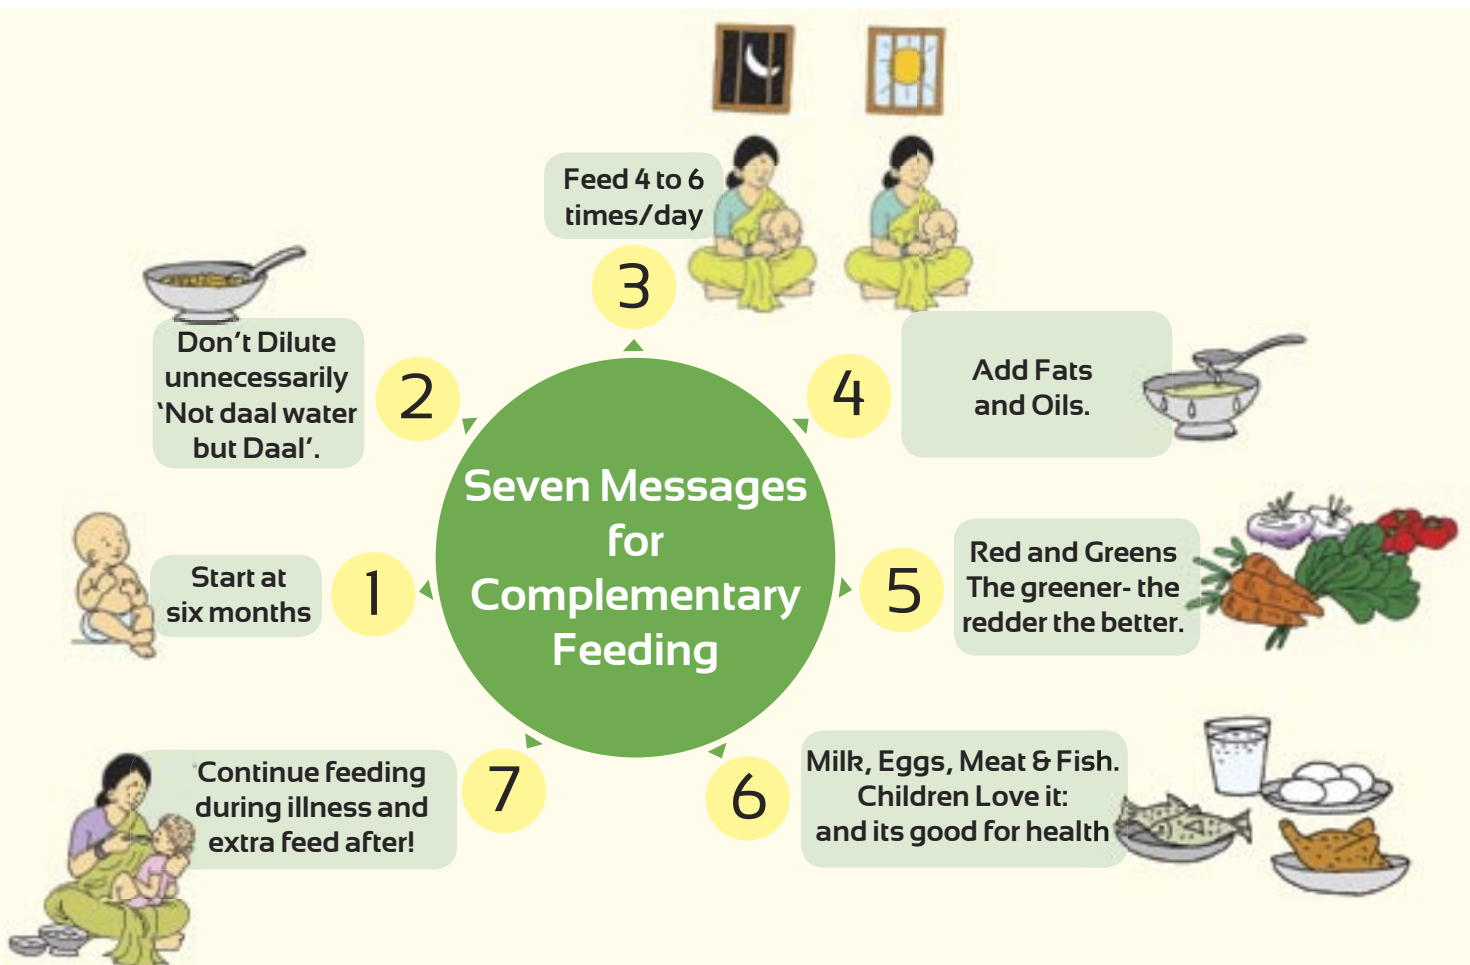 Seven Messages
for
Complementary
Feeding
1
Start at
six months
2
Don't Dilute
unnecessarily
'Not daal water
but Daal'.
3
Feed 4 to 6
times/day
4
Add Fats
and Oils.
5
Red and Greens
The greener- the
redder the better.
6
Milk, Eggs, Meat & Fish.
Children Love it:
and its good for health
7
'Continue feeding
during illness and
extra feed after!